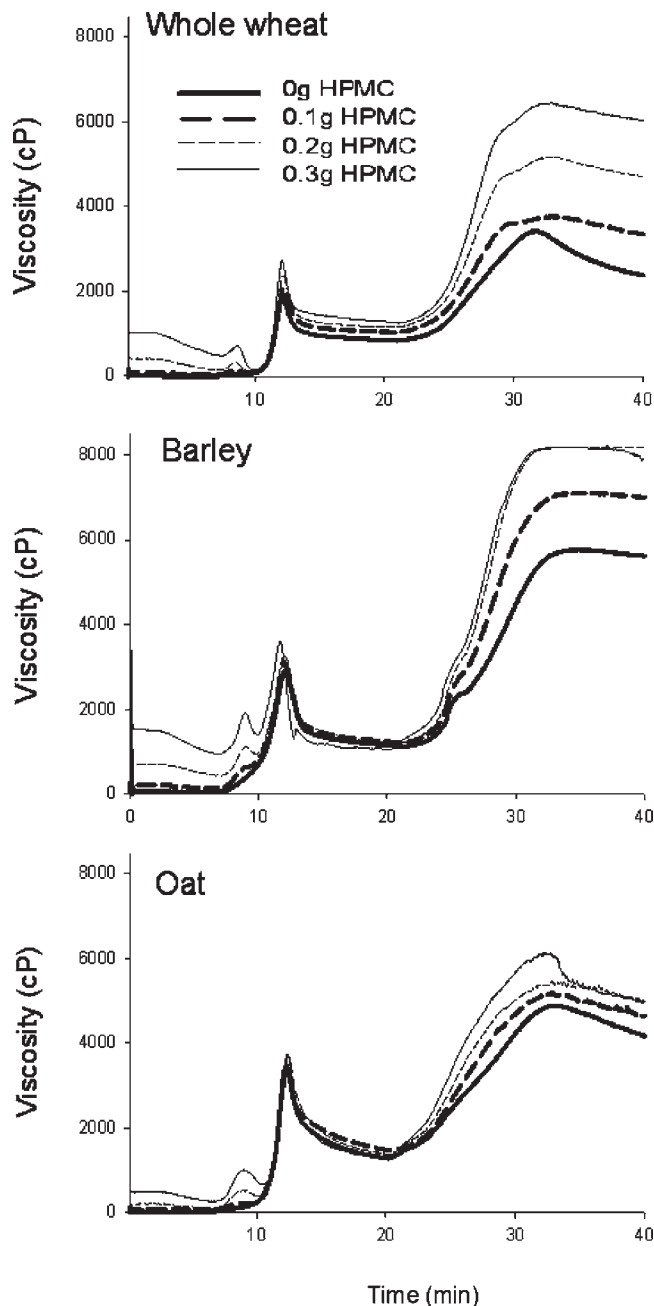 Whole wheat
8000
6000
4000
2000
0
Viscosity (cP)
0g HPMC
0.1g HPMC
0.2g HPMC
0.3g HPMC
10 20 30 40
Barley
8000
6000
4000
2000
0
Viscosity (cP)
0 10 20 30 40
Oat
8000
6000
4000
2000
0
Viscosity (cP)
10 20 30 40
Time (min)